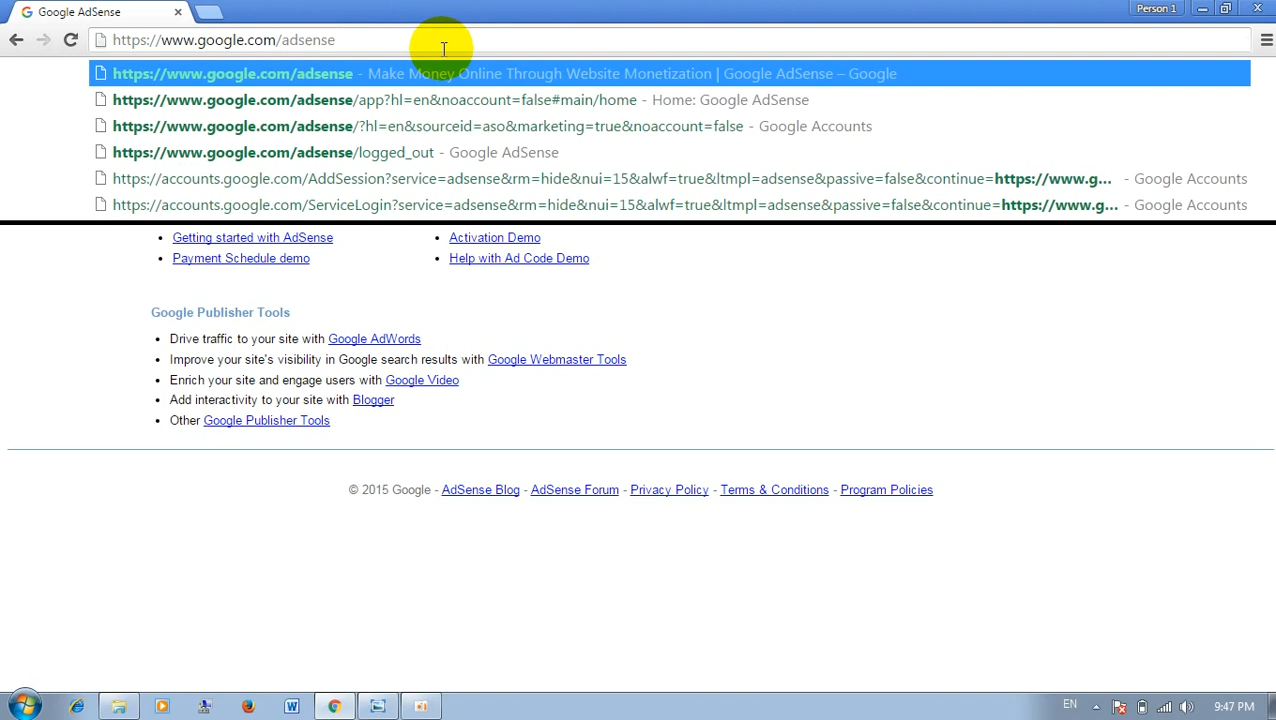 Google AdSense
Person 1
https://www.google.com/adsense
https://www.google.com/adsense - Make Money Online Through Website Monetization | Google AdSense – Google
https://www.google.com/adsense/app?hl=en&noaccount=false#main/home - Home: Google AdSense
https://www.google.com/adsense/?hl=en&sourceid=aso&marketing=true&noaccount=false - Google Accounts
https://www.google.com/adsense/logged_out - Google AdSense
https://accounts.google.com/AddSession?service=adsense&rm=hide&nui=15&alwf=true&ltmpl=adsense&passive=false&continue=https://www.g... - Google Accounts
https://accounts.google.com/ServiceLogin?service=adsense&rm=hide&nui=15&alwf=true&ltmpl=adsense&passive=false&continue=https://www.g... - Google Accounts
• Getting started with AdSense • Activation Demo
• Payment Schedule demo • Help with Ad Code Demo
Google Publisher Tools
• Drive traffic to your site with Google AdWords
• Improve your site's visibility in Google search results with Google Webmaster Tools
• Enrich your site and engage users with Google Video
• Add interactivity to your site with Blogger
• Other Google Publisher Tools
© 2015 Google - AdSense Blog - AdSense Forum - Privacy Policy - Terms & Conditions - Program Policies
EN 9:47 PM